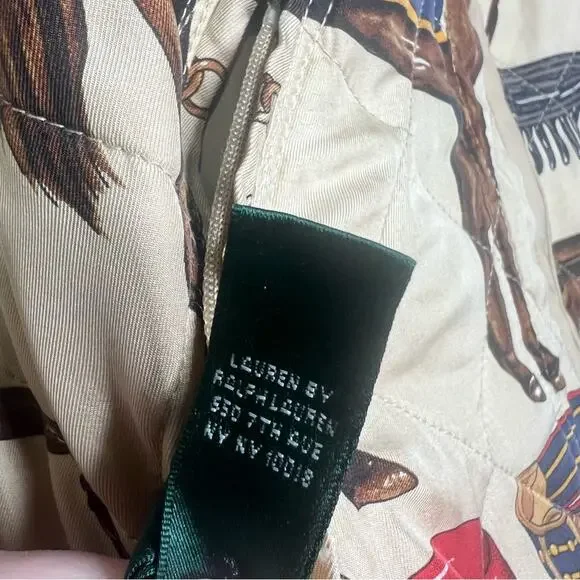 LAUREN BY
RALPH LAUREN
550 7TH AVE
NY NY 10018